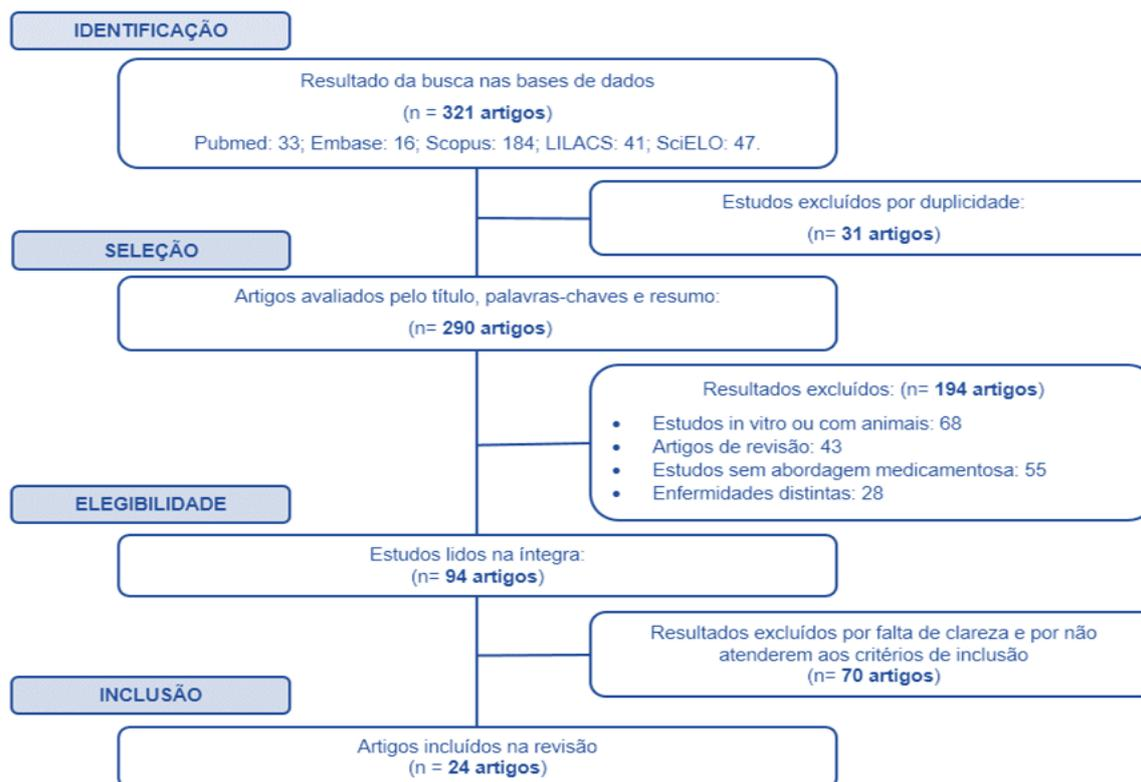 IDENTIFICAÇÃO
Resultado da busca nas bases de dados
(n = 321 artigos)
Pubmed: 33; Embase: 16; Scopus: 184; LILACS: 41; SciELO: 47.
Estudos excluídos por duplicidade:
(n= 31 artigos)
SELEÇÃO
Artigos avaliados pelo título, palavras-chaves e resumo:
(n= 290 artigos)
Resultados excluídos: (n= 194 artigos)
• Estudos in vitro ou com animais: 68
• Artigos de revisão: 43
• Estudos sem abordagem medicamentosa: 55
• Enfermidades distintas: 28
ELEGIBILIDADE
Estudos lidos na íntegra:
(n= 94 artigos)
Resultados excluídos por falta de clareza e por não
atenderem aos critérios de inclusão
(n= 70 artigos)
INCLUSÃO
Artigos incluídos na revisão
(n = 24 artigos)